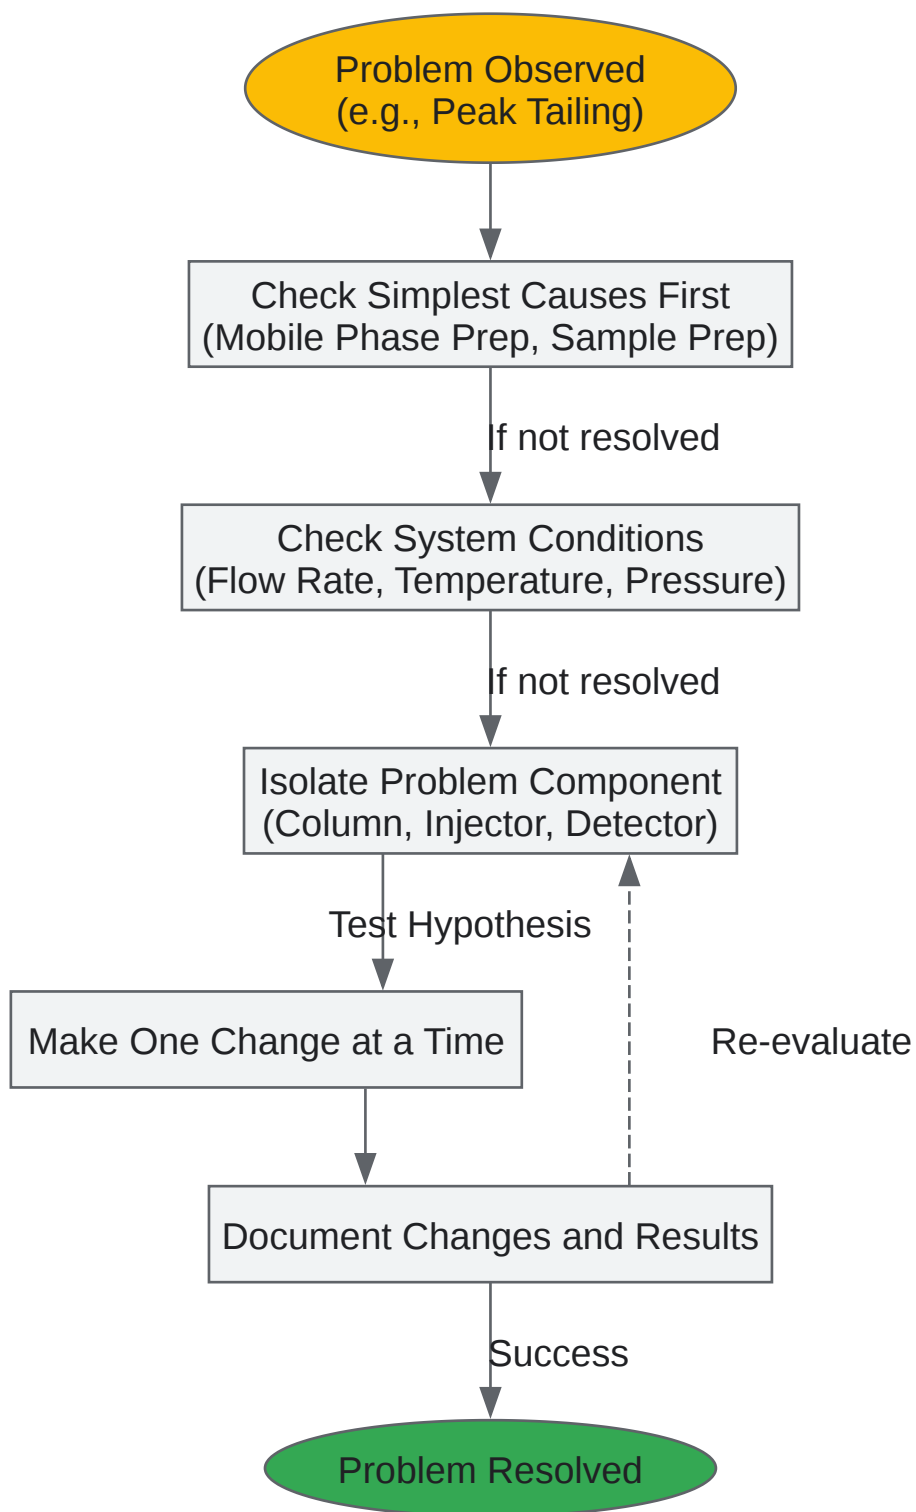 Problem Observed
(e.g., Peak Tailing)
Check Simplest Causes First
(Mobile Phase Prep, Sample Prep)
If not resolved
Check System Conditions
(Flow Rate, Temperature, Pressure)
If not resolved
Isolate Problem Component
(Column, Injector, Detector)
Test Hypothesis
Make One Change at a Time
Re-evaluate
Document Changes and Results
Success
Problem Resolved